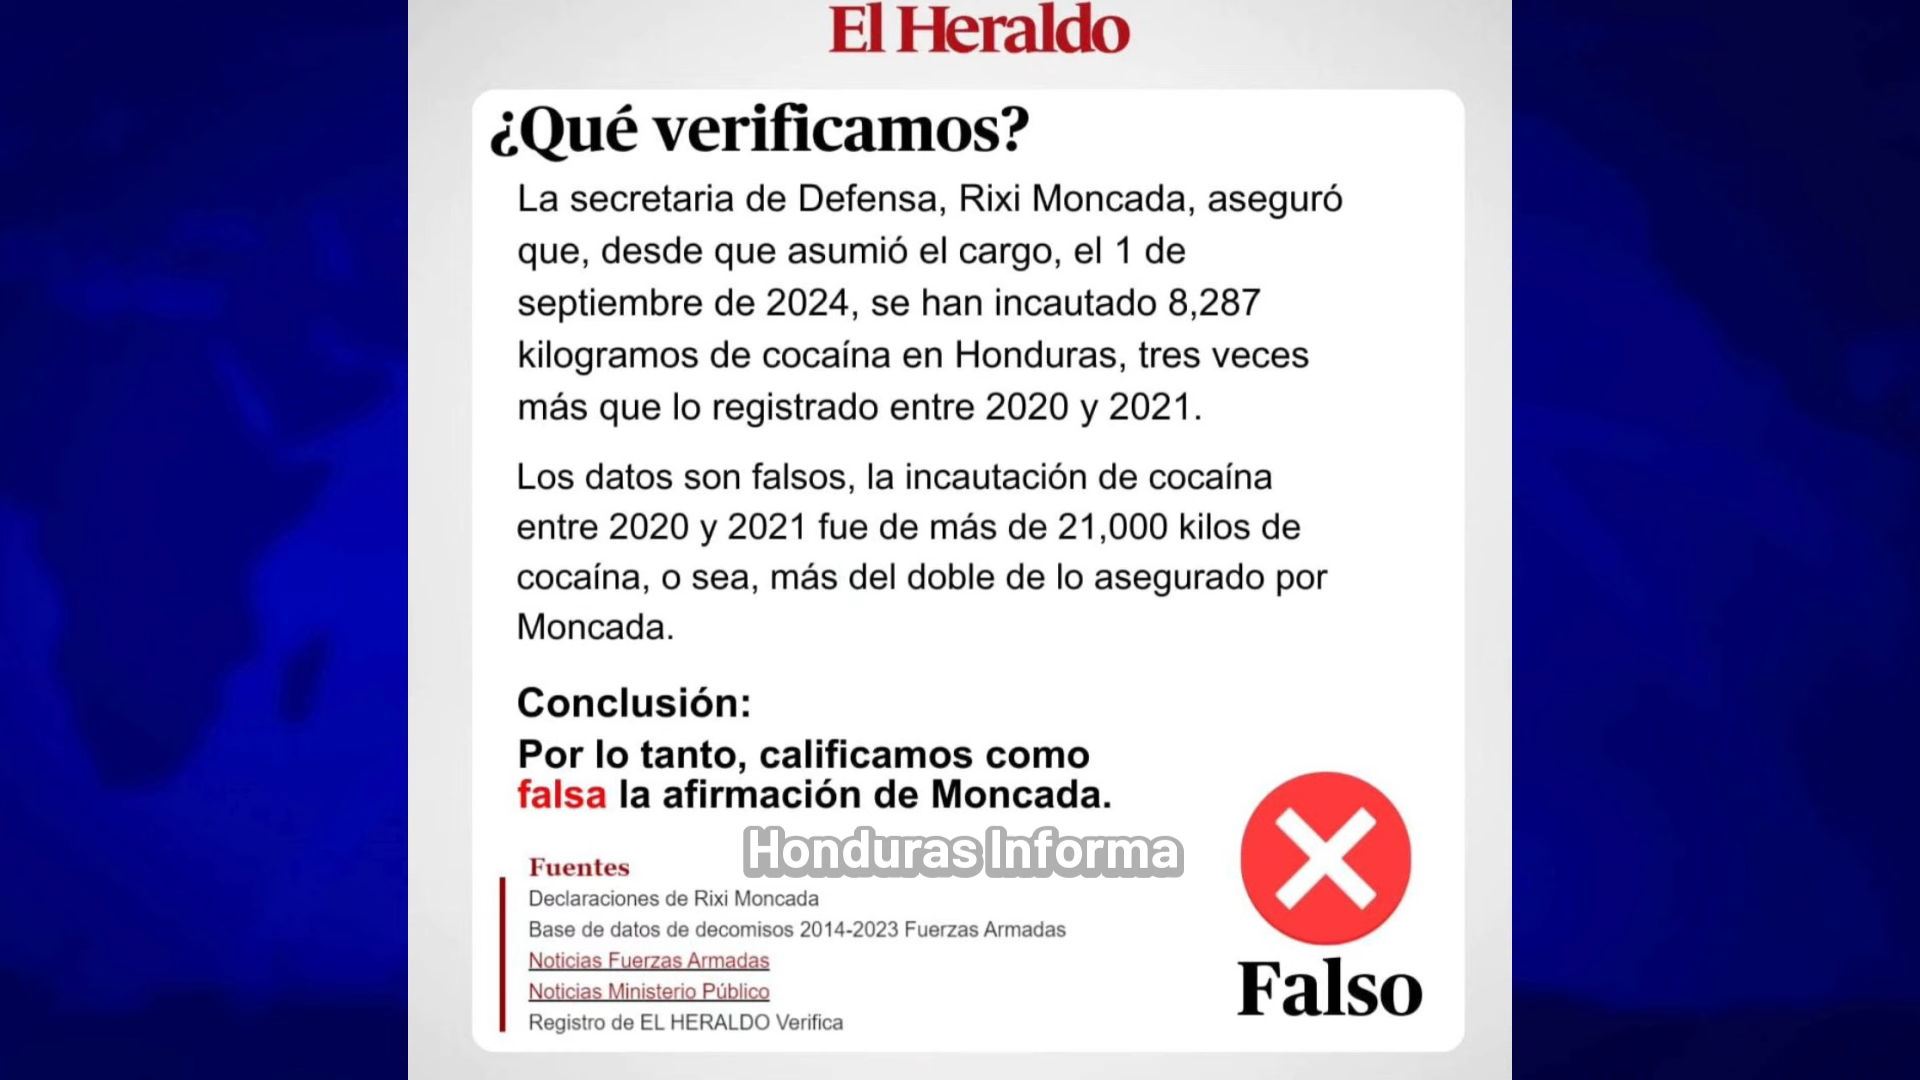 El Heraldo
¿Qué verificamos?
La secretaria de Defensa, Rixi Moncada, aseguró
que, desde que asumió el cargo, el 1 de
septiembre de 2024, se han incautado 8,287
kilogramos de cocaína en Honduras, tres veces
más que lo registrado entre 2020 y 2021.
Los datos son falsos, la incautación de cocaína
entre 2020 y 2021 fue de más de 21,000 kilos de
cocaína, o sea, más del doble de lo asegurado por
Moncada.
Conclusión:
Por lo tanto, calificamos como
falsa la afirmación de Moncada.
Honduras Informa
Fuentes
Declaraciones de Rixi Moncada
Base de datos de decomisos 2014-2023 Fuerzas Armadas
Noticias Fuerzas Armadas
Noticias Ministerio Público
Registro de EL HERALDO Verifica
Falso